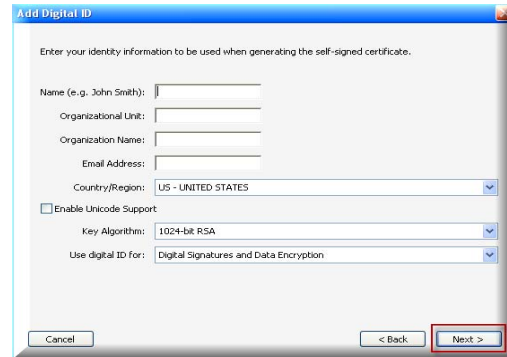 Add Digital ID
Enter your identity information to be used when generating the self-signed certificate.
Name (e.g. John Smith):
Organizational Unit:
Organization Name:
Email Address:
Country/Region: US - UNITED STATES
Enable Unicode Support
Key Algorithm: 1024-bit RSA
Use digital ID for: Digital Signatures and Data Encryption
Cancel < Back Next >